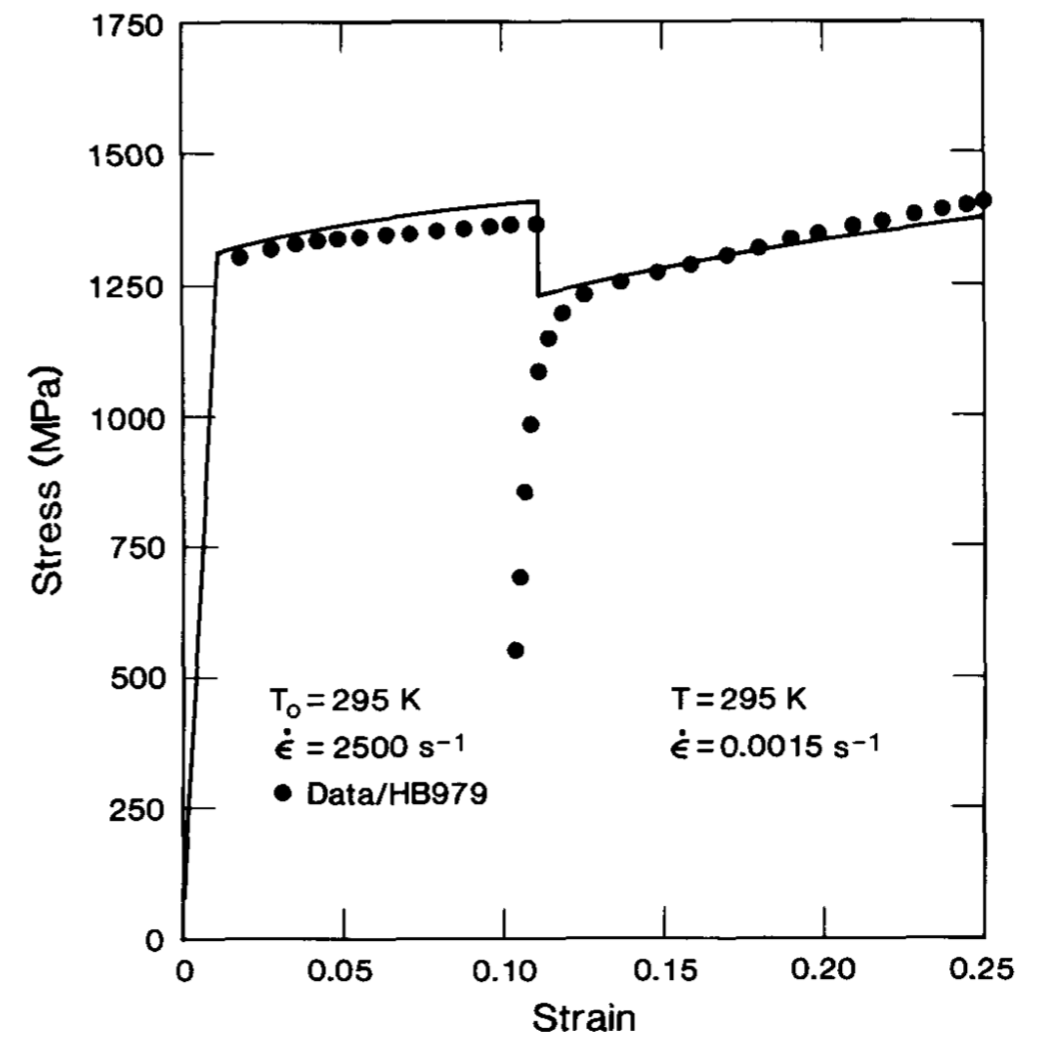 1750
1500
1250
1000
750
500
250
0
Stress (MPa)
T₀ = 295 K
ε̇ = 2500 s⁻¹
● Data/HB979
T = 295 K
ε̇ = 0.0015 s⁻¹
0 0.05 0.10 0.15 0.20 0.25
Strain